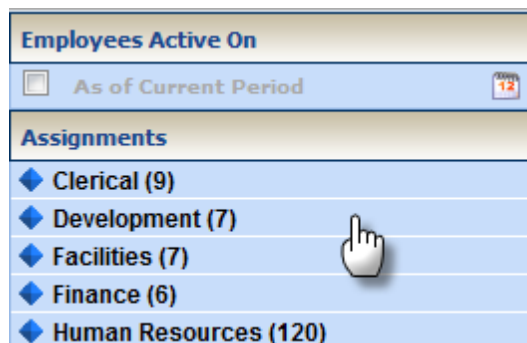 Employees Active On
As of Current Period
12
Assignments
Clerical (9)
Development (7)
Facilities (7)
Finance (6)
Human Resources (120)